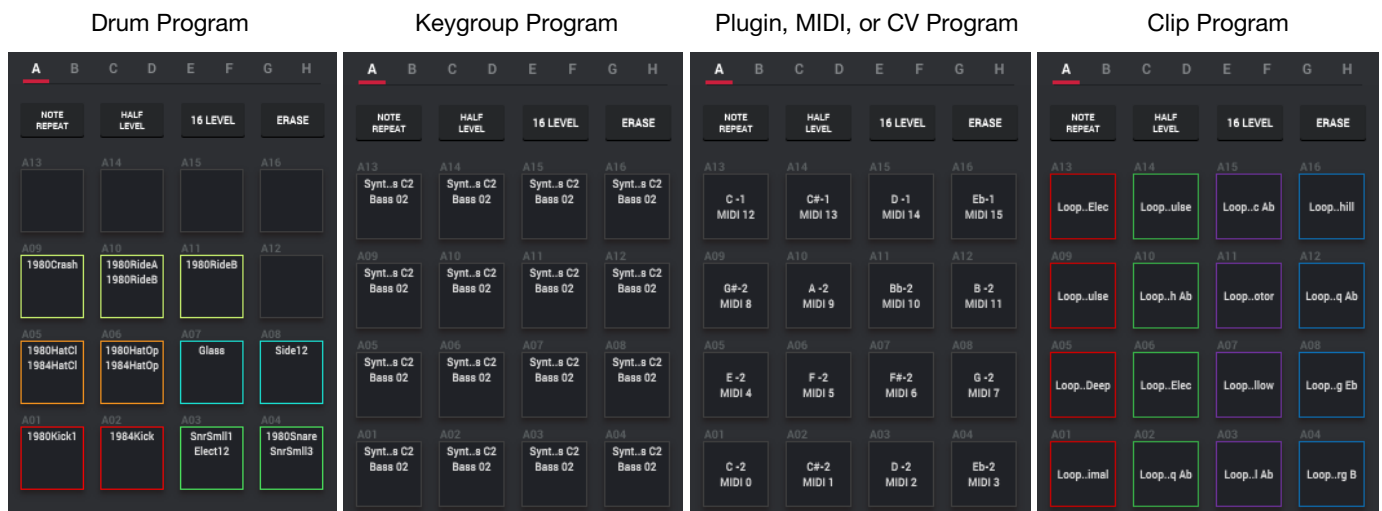 Drum Program
A B C D E F G H
NOTE REPEAT HALF LEVEL 16 LEVEL ERASE
A13 A14 A15 A16
A09 A10 A11 A12
1980Crash 1980RideA 1980RideB
1980RideB
A05 A06 A07 A08
1980HatCl 1980HatOp Glass Side12
1984HatCl 1984HatOp
A01 A02 A03 A04
1980Kick1 1984Kick SnrSmll1 1980Snare
Elect12 SnrSmll3
Keygroup Program
A B C D E F G H
NOTE REPEAT HALF LEVEL 16 LEVEL ERASE
A13 A14 A15 A16
Synt..s C2 Synt..s C2 Synt..s C2 Synt..s C2
Bass 02 Bass 02 Bass 02 Bass 02
A09 A10 A11 A12
Synt..s C2 Synt..s C2 Synt..s C2 Synt..s C2
Bass 02 Bass 02 Bass 02 Bass 02
A05 A06 A07 A08
Synt..s C2 Synt..s C2 Synt..s C2 Synt..s C2
Bass 02 Bass 02 Bass 02 Bass 02
A01 A02 A03 A04
Synt..s C2 Synt..s C2 Synt..s C2 Synt..s C2
Bass 02 Bass 02 Bass 02 Bass 02
Plugin, MIDI, or CV Program
A B C D E F G H
NOTE REPEAT HALF LEVEL 16 LEVEL ERASE
A13 A14 A15 A16
C -1 C#-1 D -1 Eb-1
MIDI 12 MIDI 13 MIDI 14 MIDI 15
A09 A10 A11 A12
G#-2 A -2 Bb-2 B -2
MIDI 8 MIDI 9 MIDI 10 MIDI 11
A05 A06 A07 A08
E -2 F -2 F#-2 G -2
MIDI 4 MIDI 5 MIDI 6 MIDI 7
A01 A02 A03 A04
C -2 C#-2 D -2 Eb-2
MIDI 0 MIDI 1 MIDI 2 MIDI 3
Clip Program
A B C D E F G H
NOTE REPEAT HALF LEVEL 16 LEVEL ERASE
A13 A14 A15 A16
Loop..Elec Loop..ulse Loop..c Ab Loop..hill
A09 A10 A11 A12
Loop..ulse Loop..h Ab Loop..otor Loop..q Ab
A05 A06 A07 A08
Loop..Deep Loop..Elec Loop..llow Loop..g Eb
A01 A02 A03 A04
Loop..imal Loop..q Ab Loop..l Ab Loop..rg B